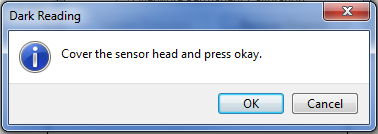 Dark Reading
Cover the sensor head and press okay.
OK
Cancel